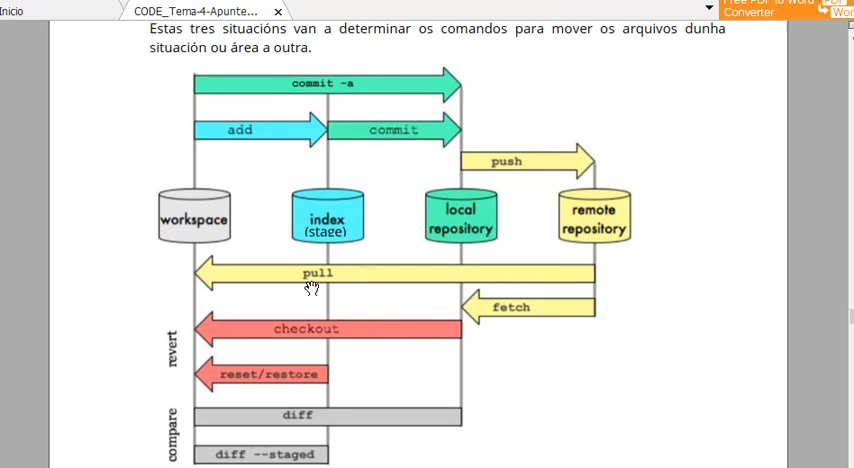 Inicio
CODE_Tema-4-Apunte...
Free PDF to Word
Converter
PDF
Wor
Estas tres situacións van a determinar os comandos para mover os arquivos dunha
situación ou área a outra.
commit -a
add
commit
push
workspace
index
(stage)
local
repository
remote
repository
pull
fetch
revert
checkout
reset/restore
compare
diff
diff --staged